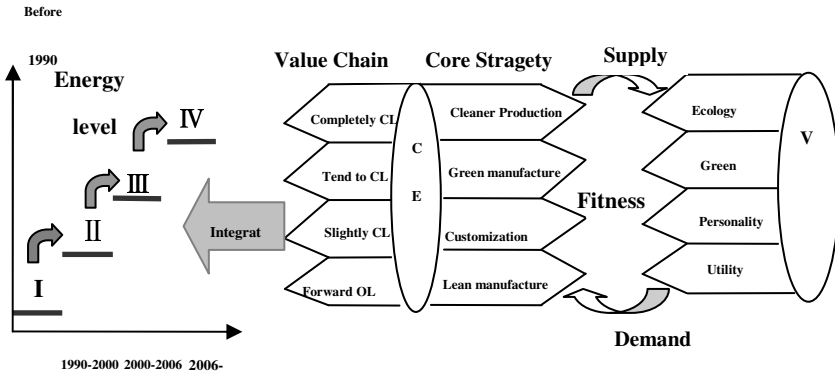 Before
1990
Energy
level
I
II
III
IV
1990-2000 2000-2006 2006-
Integrat
Value Chain
Completely CL
Tend to CL
Slightly CL
Forward OL
C
E
Core Stragety
Cleaner Production
Green manufacture
Customization
Lean manufacture
Supply
Fitness
Demand
Ecology
Green
Personality
Utility
V